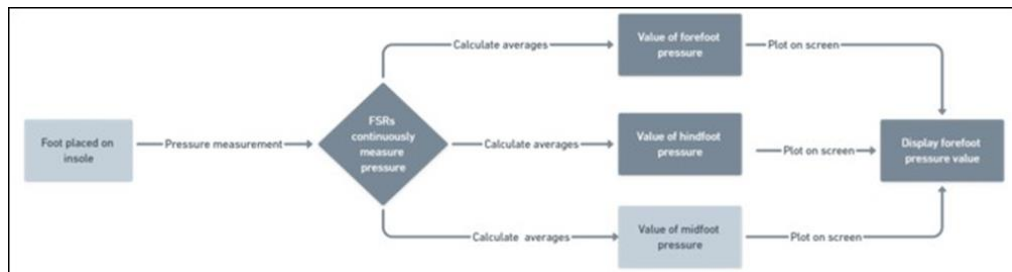 Calculate averages
Value of forefoot
pressure
Plot on screen
Foot placed on
insole
Pressure measurement
FSRs
continuously
measure
pressure
Calculate averages
Value of hindfoot
pressure
Plot on screen
Display forefoot
pressure value
Calculate averages
Value of midfoot
pressure
Plot on screen